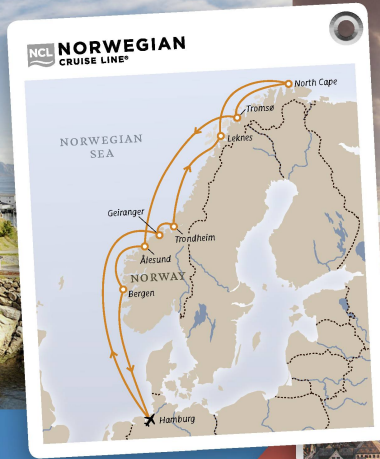 NCL NORWEGIAN
CRUISE LINE®
North Cape
Tromsø
NORWEGIAN
SEA
Leknes
Geiranger
Trondheim
Ålesund
NORWAY
Bergen
Hamburg